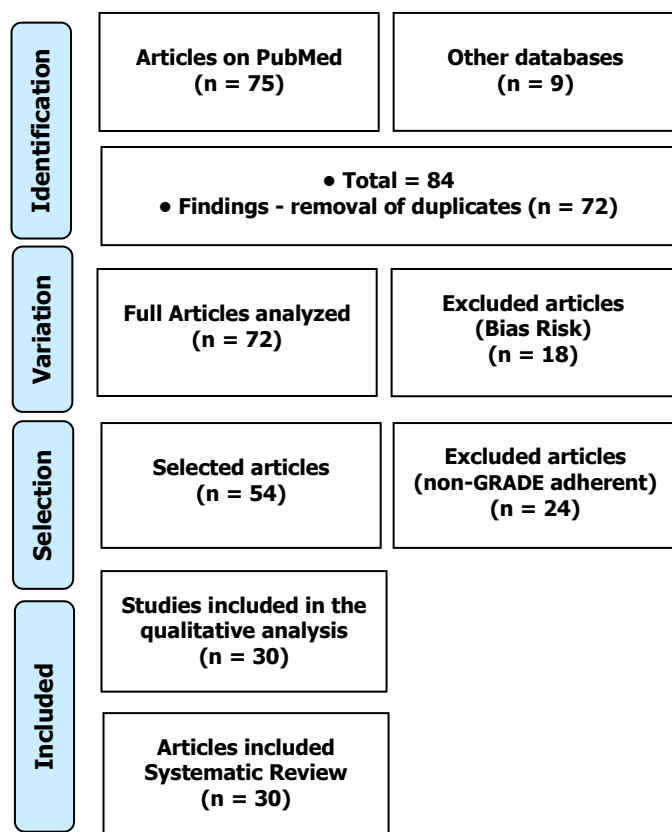 Identification
Articles on PubMed
(n = 75)
Other databases
(n = 9)
• Total = 84
• Findings - removal of duplicates (n = 72)
Variation
Full Articles analyzed
(n = 72)
Excluded articles
(Bias Risk)
(n = 18)
Selection
Selected articles
(n = 54)
Excluded articles
(non-GRADE adherent)
(n = 24)
Included
Studies included in the
qualitative analysis
(n = 30)
Articles included
Systematic Review
(n = 30)